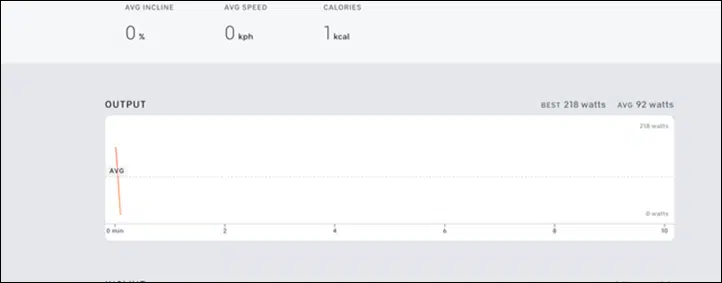 AVG INCLINE AVG SPEED CALORIES
0 % 0 kph 1 kcal
OUTPUT BEST 218 watts AVG 92 watts
218 watts
AVG
0 watts
0 min 2 4 6 8 10